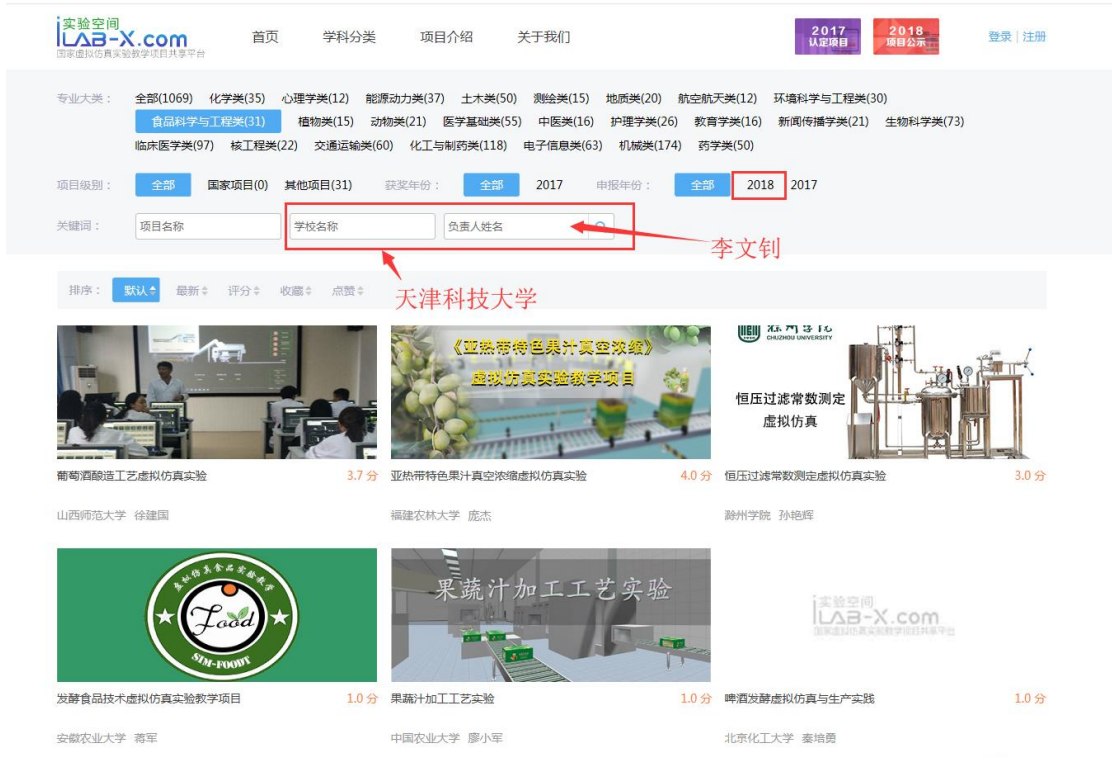 实验空间
iLAB-X.com
国家虚拟仿真实验教学项目共享平台
首页 学科分类 项目介绍 关于我们
2017
认定项目
2018
项目公示
登录 | 注册
专业大类： 全部(1069) 化学类(35) 心理学类(12) 能源动力类(37) 土木类(50) 测绘类(15) 地质类(20) 航空航天类(12) 环境科学与工程类(30)
食品科学与工程类(31) 植物类(15) 动物类(21) 医学基础类(55) 中医类(16) 护理学类(26) 教育学类(16) 新闻传播学类(21) 生物科学类(73)
临床医学类(97) 核工程类(22) 交通运输类(60) 化工与制药类(118) 电子信息类(63) 机械类(174) 药学类(50)
项目级别： 全部 国家项目(0) 其他项目(31) 获奖年份： 全部 2017 申报年份： 全部 2018 2017
关键词： 项目名称 学校名称 负责人姓名
李文钊
天津科技大学
排序： 默认 最新 评分 收藏 点赞
《亚热带特色果汁真空浓缩》
虚拟仿真实验教学项目
CHUZHOU UNIVERSITY
恒压过滤常数测定
虚拟仿真
葡萄酒酿造工艺虚拟仿真实验 3.7 分
亚热带特色果汁真空浓缩虚拟仿真实验 4.0 分
恒压过滤常数测定虚拟仿真实验 3.0 分
山西师范大学 徐建国
福建农林大学 庞杰
滁州学院 孙艳辉
虚拟仿真食品实验教学
Food
SIM-FOODT
果蔬汁加工工艺实验
实验空间
iLAB-X.com
国家虚拟仿真实验教学项目共享平台
发酵食品技术虚拟仿真实验教学项目 1.0 分
果蔬汁加工工艺实验 1.0 分
啤酒发酵虚拟仿真与生产实践 1.0 分
安徽农业大学 蒋军
中国农业大学 廖小军
北京化工大学 秦培勇